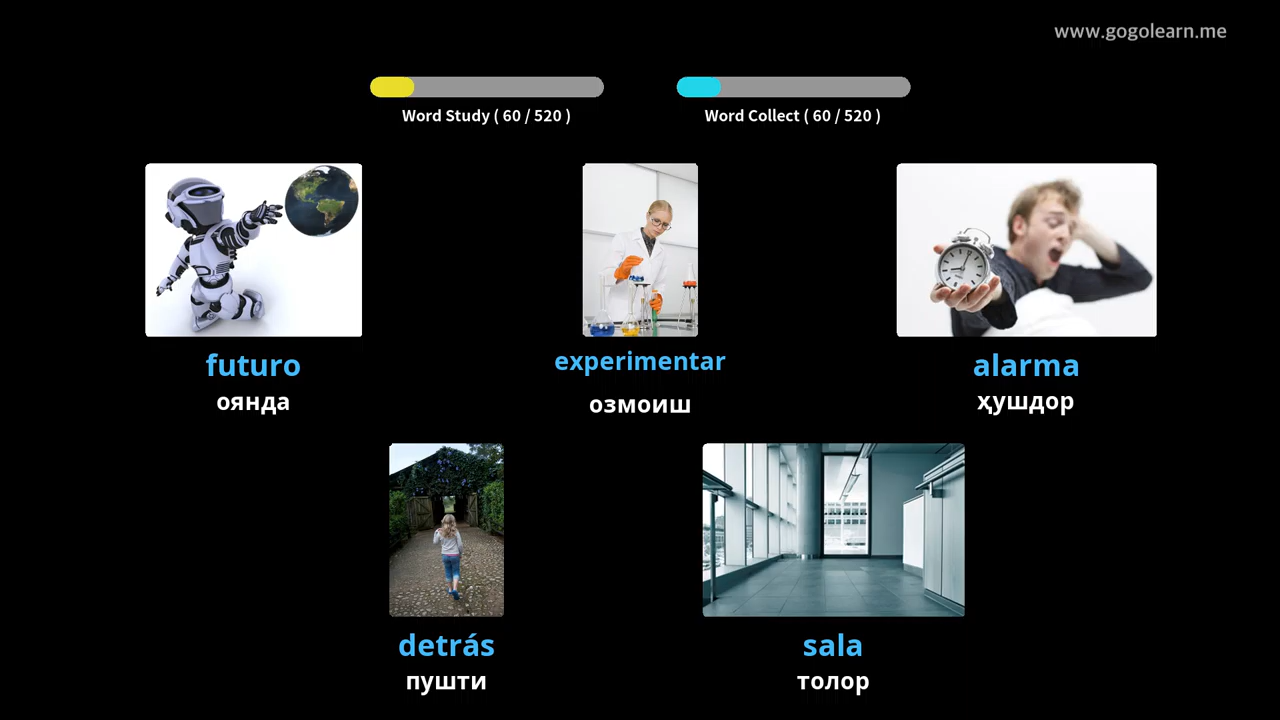 www.gogolearn.me
Word Study ( 60 / 520 )
Word Collect ( 60 / 520 )
futuro
оянда
experimentar
озмоиш
alarma
ҳушдор
detrás
пушти
sala
толор